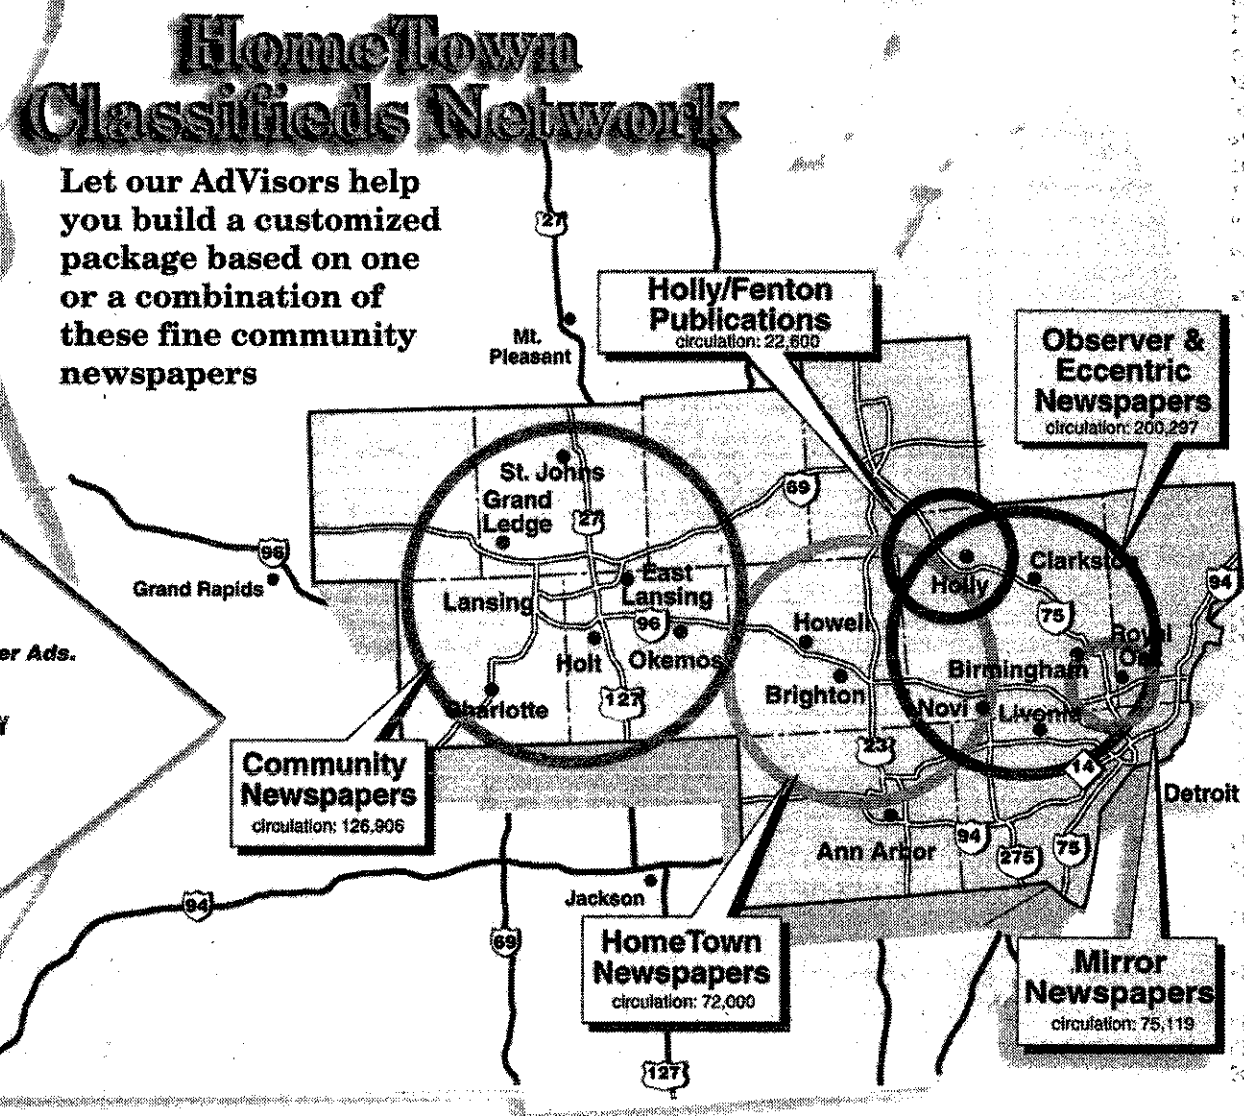 HomeTown
Classifieds Network
Let our AdVisors help
you build a customized
package based on one
or a combination of
these fine community
newspapers
27
Mt.
Pleasant
Holly/Fenton
Publications
circulation: 22,600
Observer &
Eccentric
Newspapers
circulation: 200,297
St. Johns
Grand
Ledge
27
69
96
Grand Rapids
East
Lansing
Lansing
96
Holt
Okemos
Charlotte
127
Holly
Clarkston
94
75
Howell
Royal
Oak
Birmingham
Brighton
Novi
Livonia
23
14
Detroit
er Ads.
Y
Community
Newspapers
circulation: 126,906
Ann Arbor
94
275
75
94
Jackson
69
HomeTown
Newspapers
circulation: 72,000
Mirror
Newspapers
circulation: 75,119
127